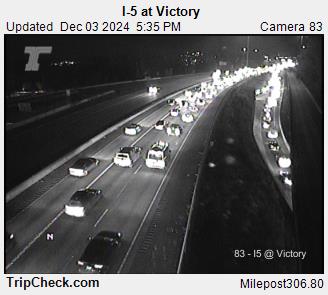 I-5 at Victory
Updated Dec 03 2024 5:35 PM Camera 83
T
N
83 - I5 @ Victory
TripCheck.com Milepost306.80